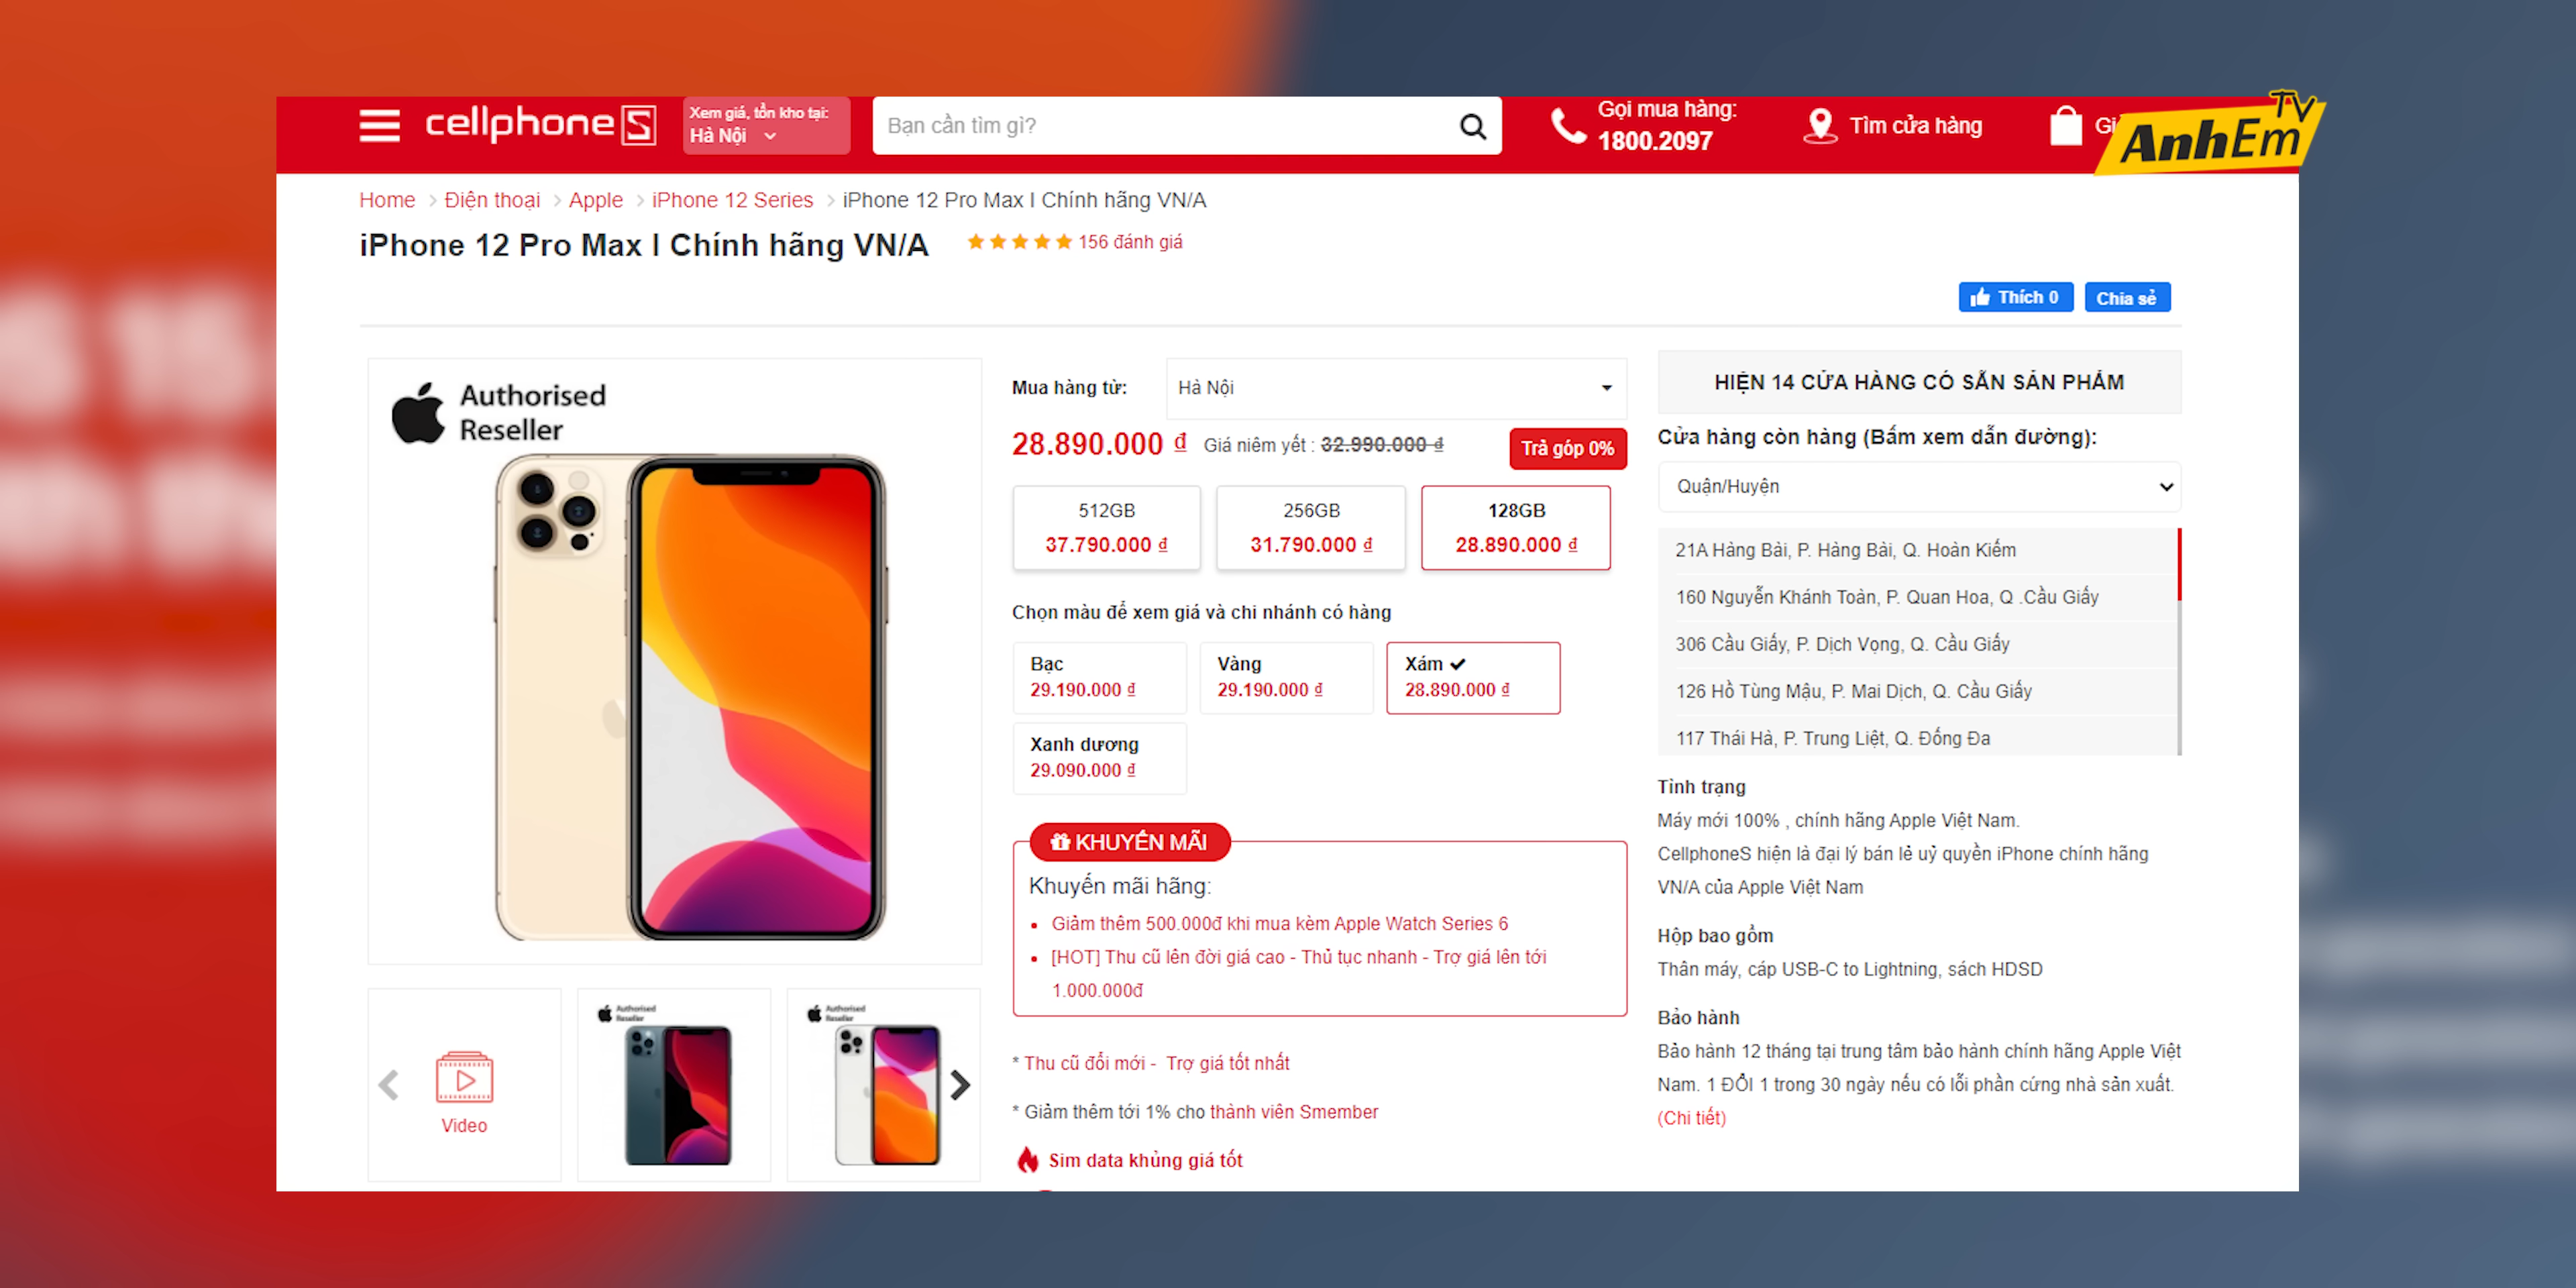 cellphoneS
Xem giá, tồn kho tại:
Hà Nội
Bạn cần tìm gì?
Gọi mua hàng:
1800.2097
Tìm cửa hàng
Gi
AnhEm TV
Home > Điện thoại > Apple > iPhone 12 Series > iPhone 12 Pro Max I Chính hãng VN/A
iPhone 12 Pro Max I Chính hãng VN/A
156 đánh giá
Thích 0
Chia sẻ
Authorised
Reseller
Mua hàng từ:
Hà Nội
28.890.000 ₫
Giá niêm yết : 32.990.000 ₫
Trả góp 0%
512GB
37.790.000 ₫
256GB
31.790.000 ₫
128GB
28.890.000 ₫
Chọn màu để xem giá và chi nhánh có hàng
Bạc
29.190.000 ₫
Vàng
29.190.000 ₫
Xám
28.890.000 ₫
Xanh dương
29.090.000 ₫
KHUYẾN MÃI
Khuyến mãi hãng:
Giảm thêm 500.000đ khi mua kèm Apple Watch Series 6
[HOT] Thu cũ lên đời giá cao - Thủ tục nhanh - Trợ giá lên tới
1.000.000đ
* Thu cũ đổi mới - Trợ giá tốt nhất
* Giảm thêm tới 1% cho thành viên Smember
Sim data khủng giá tốt
HIỆN 14 CỬA HÀNG CÓ SẴN SẢN PHẨM
Cửa hàng còn hàng (Bấm xem dẫn đường):
Quận/Huyện
21A Hàng Bài, P. Hàng Bài, Q. Hoàn Kiếm
160 Nguyễn Khánh Toàn, P. Quan Hoa, Q .Cầu Giấy
306 Cầu Giấy, P. Dịch Vọng, Q. Cầu Giấy
126 Hồ Tùng Mậu, P. Mai Dịch, Q. Cầu Giấy
117 Thái Hà, P. Trung Liệt, Q. Đống Đa
Tình trạng
Máy mới 100% , chính hãng Apple Việt Nam.
CellphoneS hiện là đại lý bán lẻ uỷ quyền iPhone chính hãng
VN/A của Apple Việt Nam
Hộp bao gồm
Thân máy, cáp USB-C to Lightning, sách HDSD
Bảo hành
Bảo hành 12 tháng tại trung tâm bảo hành chính hãng Apple Việt
Nam. 1 ĐỔI 1 trong 30 ngày nếu có lỗi phần cứng nhà sản xuất.
(Chi tiết)
Video
Authorised
Reseller
Authorised
Reseller